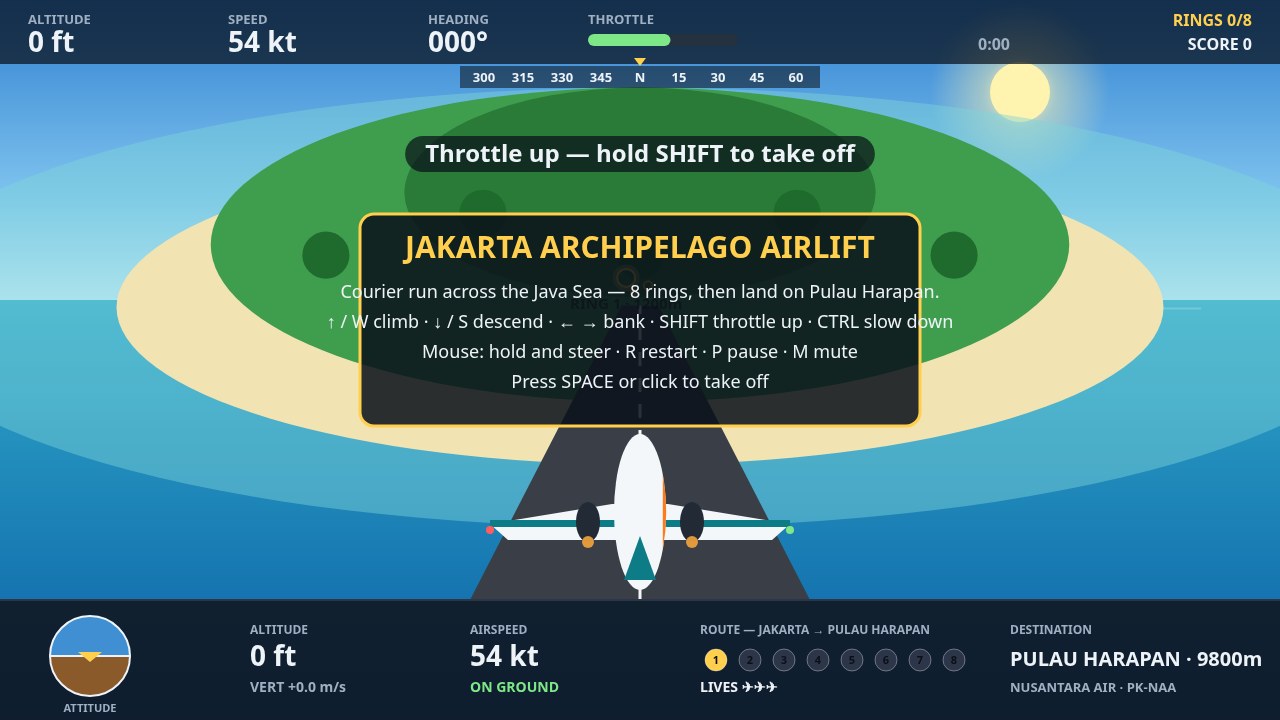 ALTITUDE
0 ft
SPEED
54 kt
HEADING
000°
THROTTLE
0:00
RINGS 0/8
SCORE 0
300 315 330 345 N 15 30 45 60
Throttle up — hold SHIFT to take off
JAKARTA ARCHIPELAGO AIRLIFT
Courier run across the Java Sea — 8 rings, then land on Pulau Harapan.
↑ / W climb · ↓ / S descend · ← → bank · SHIFT throttle up · CTRL slow down
Mouse: hold and steer · R restart · P pause · M mute
Press SPACE or click to take off
ATTITUDE
ALTITUDE
0 ft
VERT +0.0 m/s
AIRSPEED
54 kt
ON GROUND
ROUTE — JAKARTA → PULAU HARAPAN
1 2 3 4 5 6 7 8
LIVES ✈✈✈
DESTINATION
PULAU HARAPAN · 9800m
NUSANTARA AIR · PK-NAA